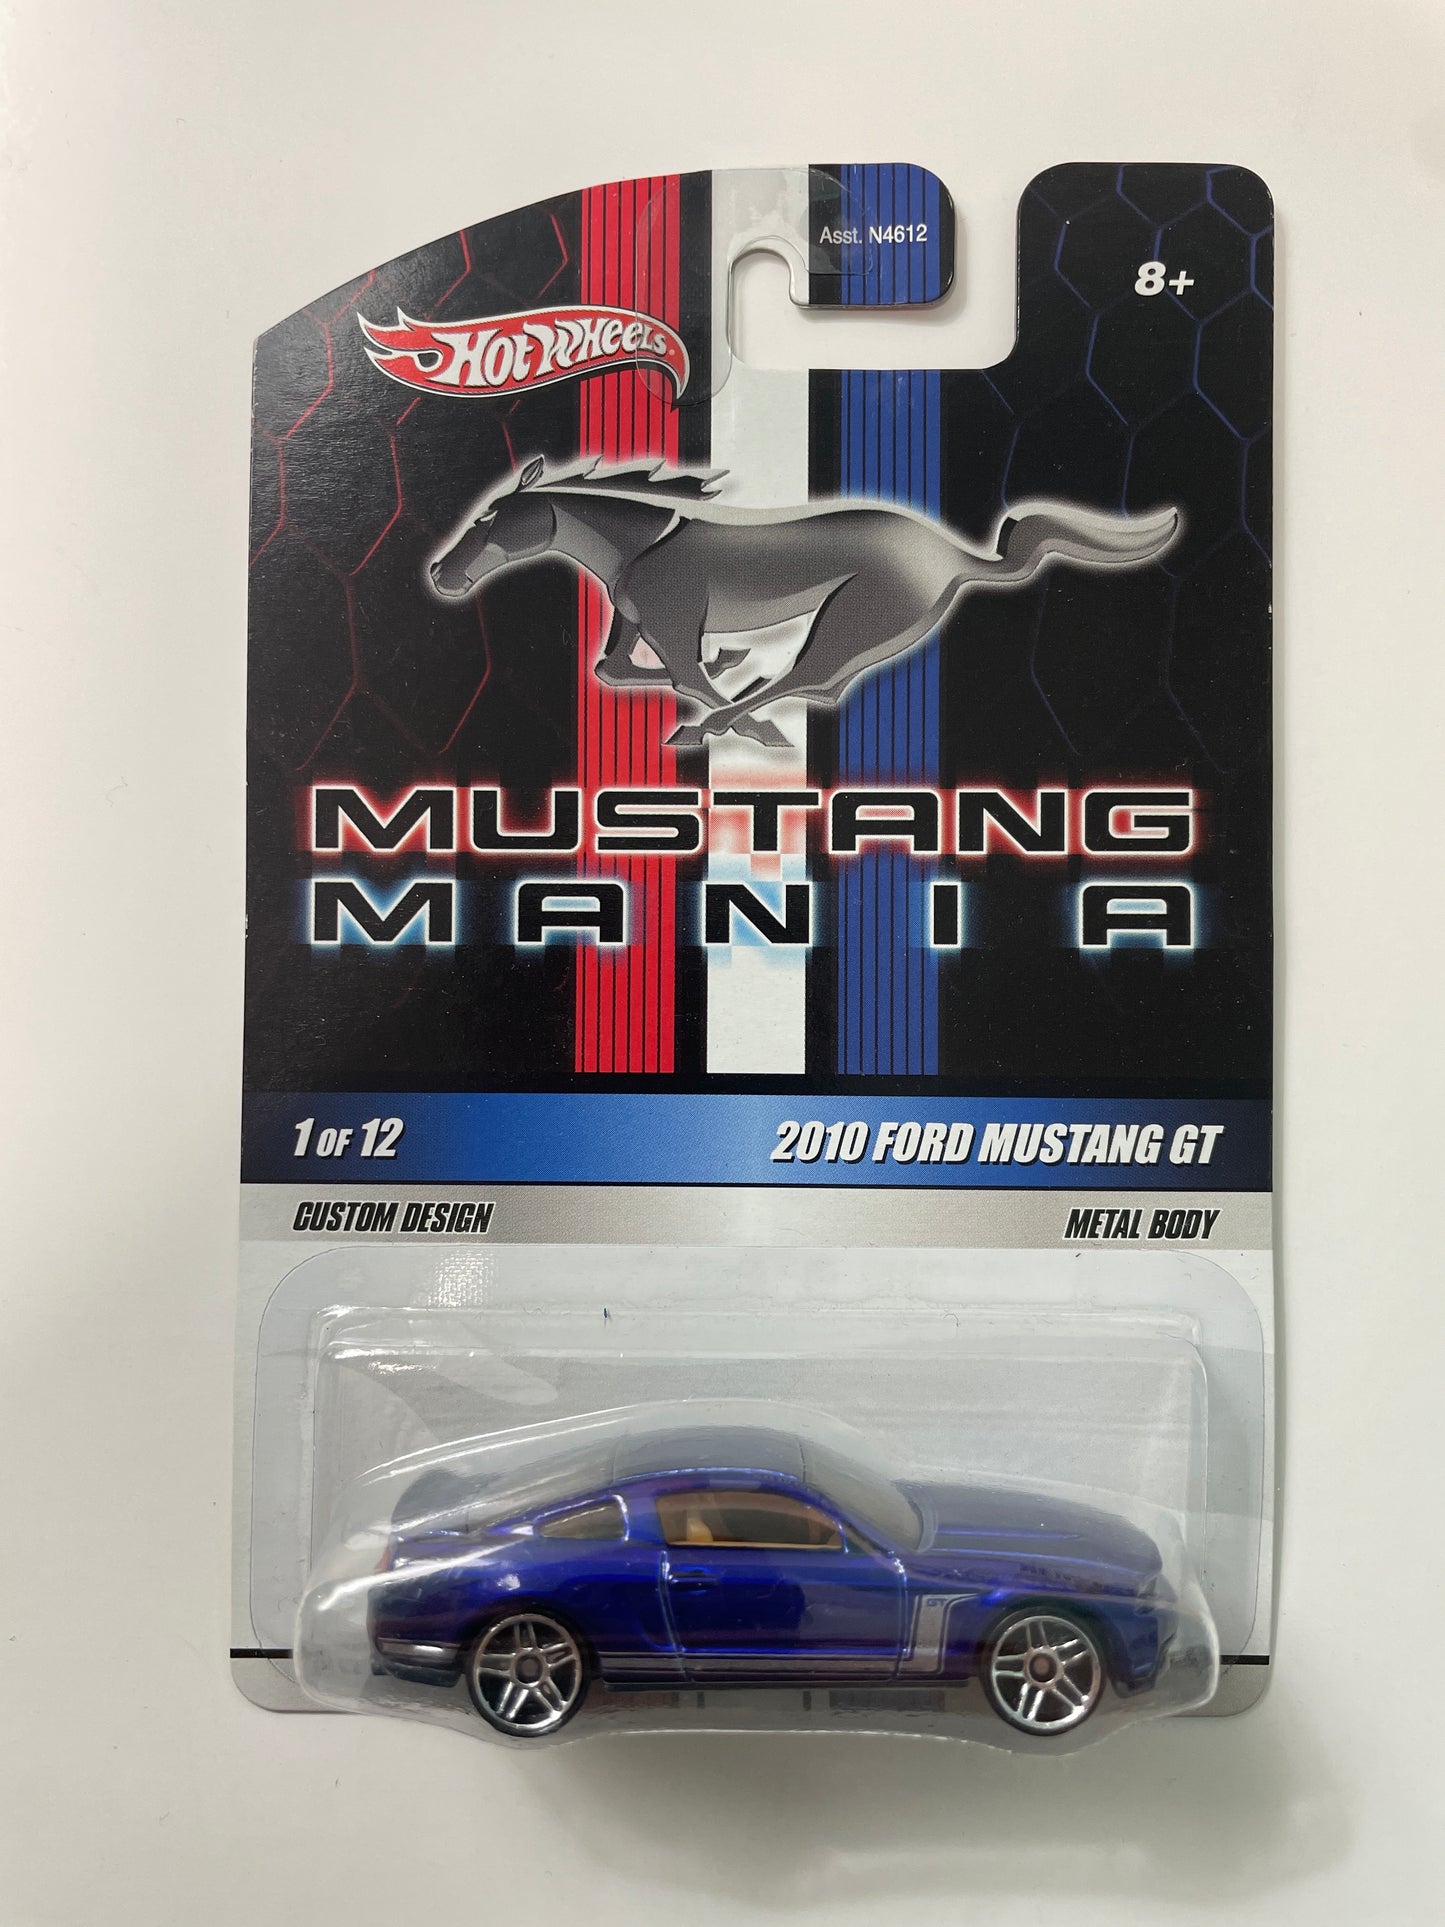 Asst. N4612
8+
Hot Wheels
MUSTANG
MANIA
1 OF 12
2010 FORD MUSTANG GT
CUSTOM DESIGN
METAL BODY
GT